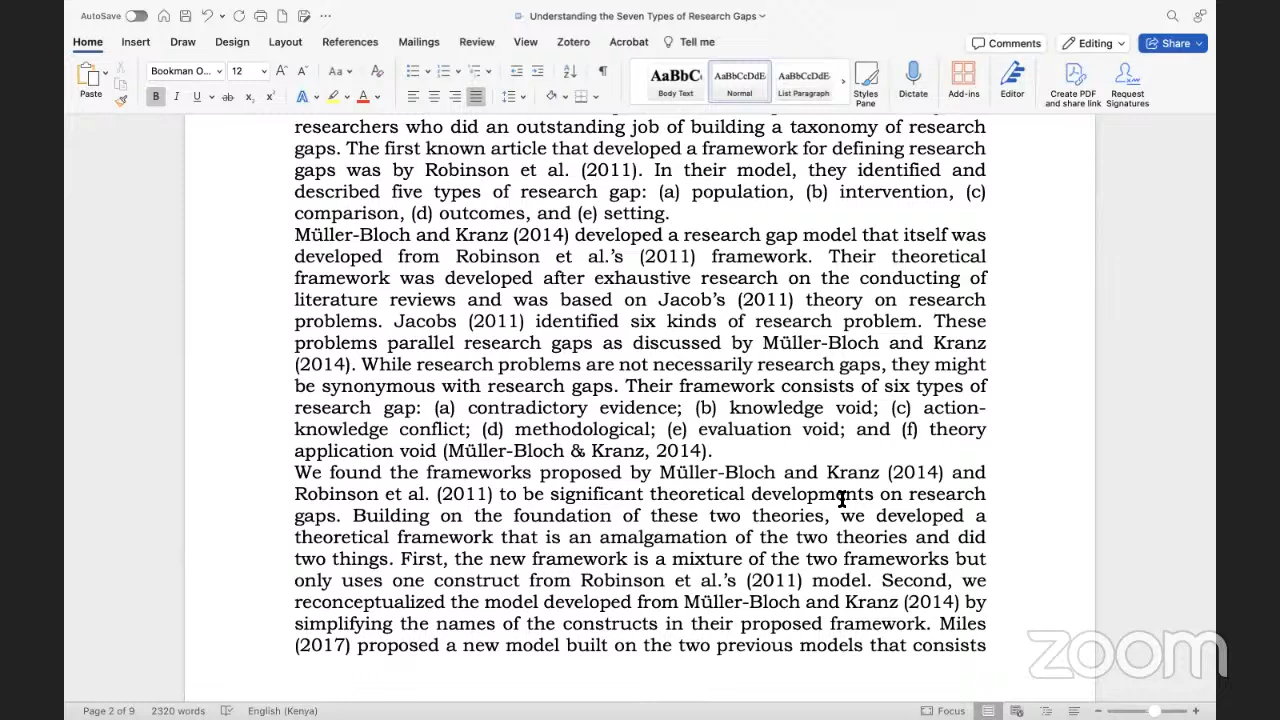 AutoSave
Understanding the Seven Types of Research Gaps
Home Insert Draw Design Layout References Mailings Review View Zotero Acrobat Tell me
Comments Editing Share
Paste
Bookman O... 12
AaBbC AaBbCcDdE AaBbCcDdE
Body Text Normal List Paragraph
Styles Pane
Dictate
Add-ins
Editor
Create PDF and share link
Request Signatures
researchers who did an outstanding job of building a taxonomy of research
gaps. The first known article that developed a framework for defining research
gaps was by Robinson et al. (2011). In their model, they identified and
described five types of research gap: (a) population, (b) intervention, (c)
comparison, (d) outcomes, and (e) setting.
Müller-Bloch and Kranz (2014) developed a research gap model that itself was
developed from Robinson et al.’s (2011) framework. Their theoretical
framework was developed after exhaustive research on the conducting of
literature reviews and was based on Jacob’s (2011) theory on research
problems. Jacobs (2011) identified six kinds of research problem. These
problems parallel research gaps as discussed by Müller-Bloch and Kranz
(2014). While research problems are not necessarily research gaps, they might
be synonymous with research gaps. Their framework consists of six types of
research gap: (a) contradictory evidence; (b) knowledge void; (c) action-
knowledge conflict; (d) methodological; (e) evaluation void; and (f) theory
application void (Müller-Bloch & Kranz, 2014).
We found the frameworks proposed by Müller-Bloch and Kranz (2014) and
Robinson et al. (2011) to be significant theoretical developments on research
gaps. Building on the foundation of these two theories, we developed a
theoretical framework that is an amalgamation of the two theories and did
two things. First, the new framework is a mixture of the two frameworks but
only uses one construct from Robinson et al.’s (2011) model. Second, we
reconceptualized the model developed from Müller-Bloch and Kranz (2014) by
simplifying the names of the constructs in their proposed framework. Miles
(2017) proposed a new model built on the two previous models that consists
zoom
Page 2 of 9 2320 words English (Kenya) Focus